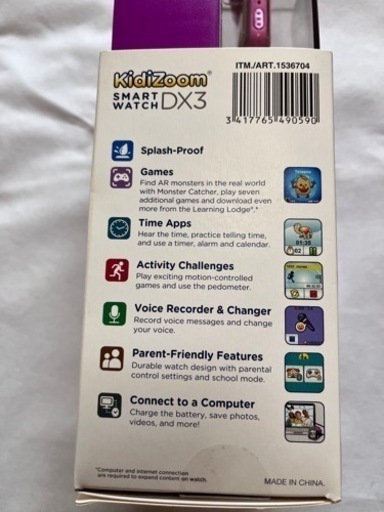 KidiZoom®
SMART
WATCH DX3
ITM./ART.1536704
3 417765 490590
Splash-Proof
Games
Find AR monsters in the real world
with Monster Catcher, play seven
additional games and download even
more from the Learning Lodge®.*
Time Apps
Hear the time, practice telling time,
and use a timer, alarm and calendar.
01:35
02
Activity Challenges
Play exciting motion-controlled
games and use the pedometer.
Voice Recorder & Changer
Record voice messages and change
your voice.
Parent-Friendly Features
Durable watch design with parental
control settings and school mode.
Connect to a Computer
Charge the battery, save photos,
videos, and more!
*Computer and internet connection
are required to expand content on watch.
MADE IN CHINA.